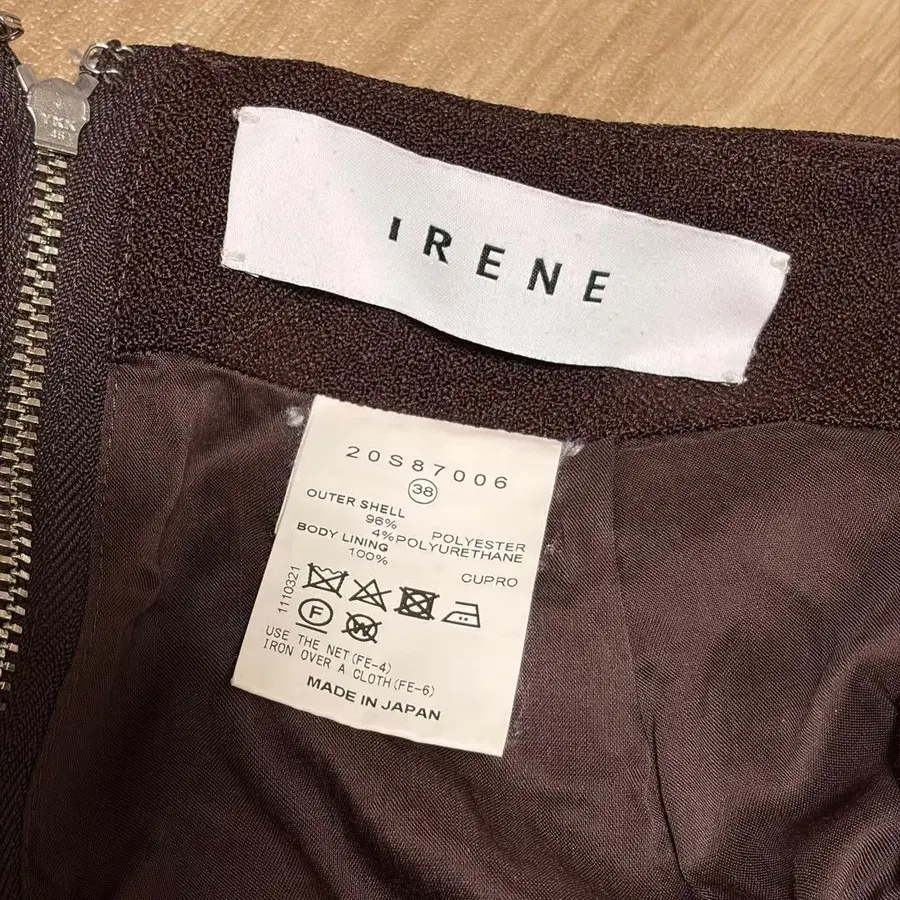 YKK
IRENE
20S87006
38
OUTER SHELL
96% POLYESTER
4% POLYURETHANE
BODY LINING
100% CUPRO
1110321
F
W
USE THE NET(FE-4)
IRON OVER A CLOTH(FE-6)
MADE IN JAPAN